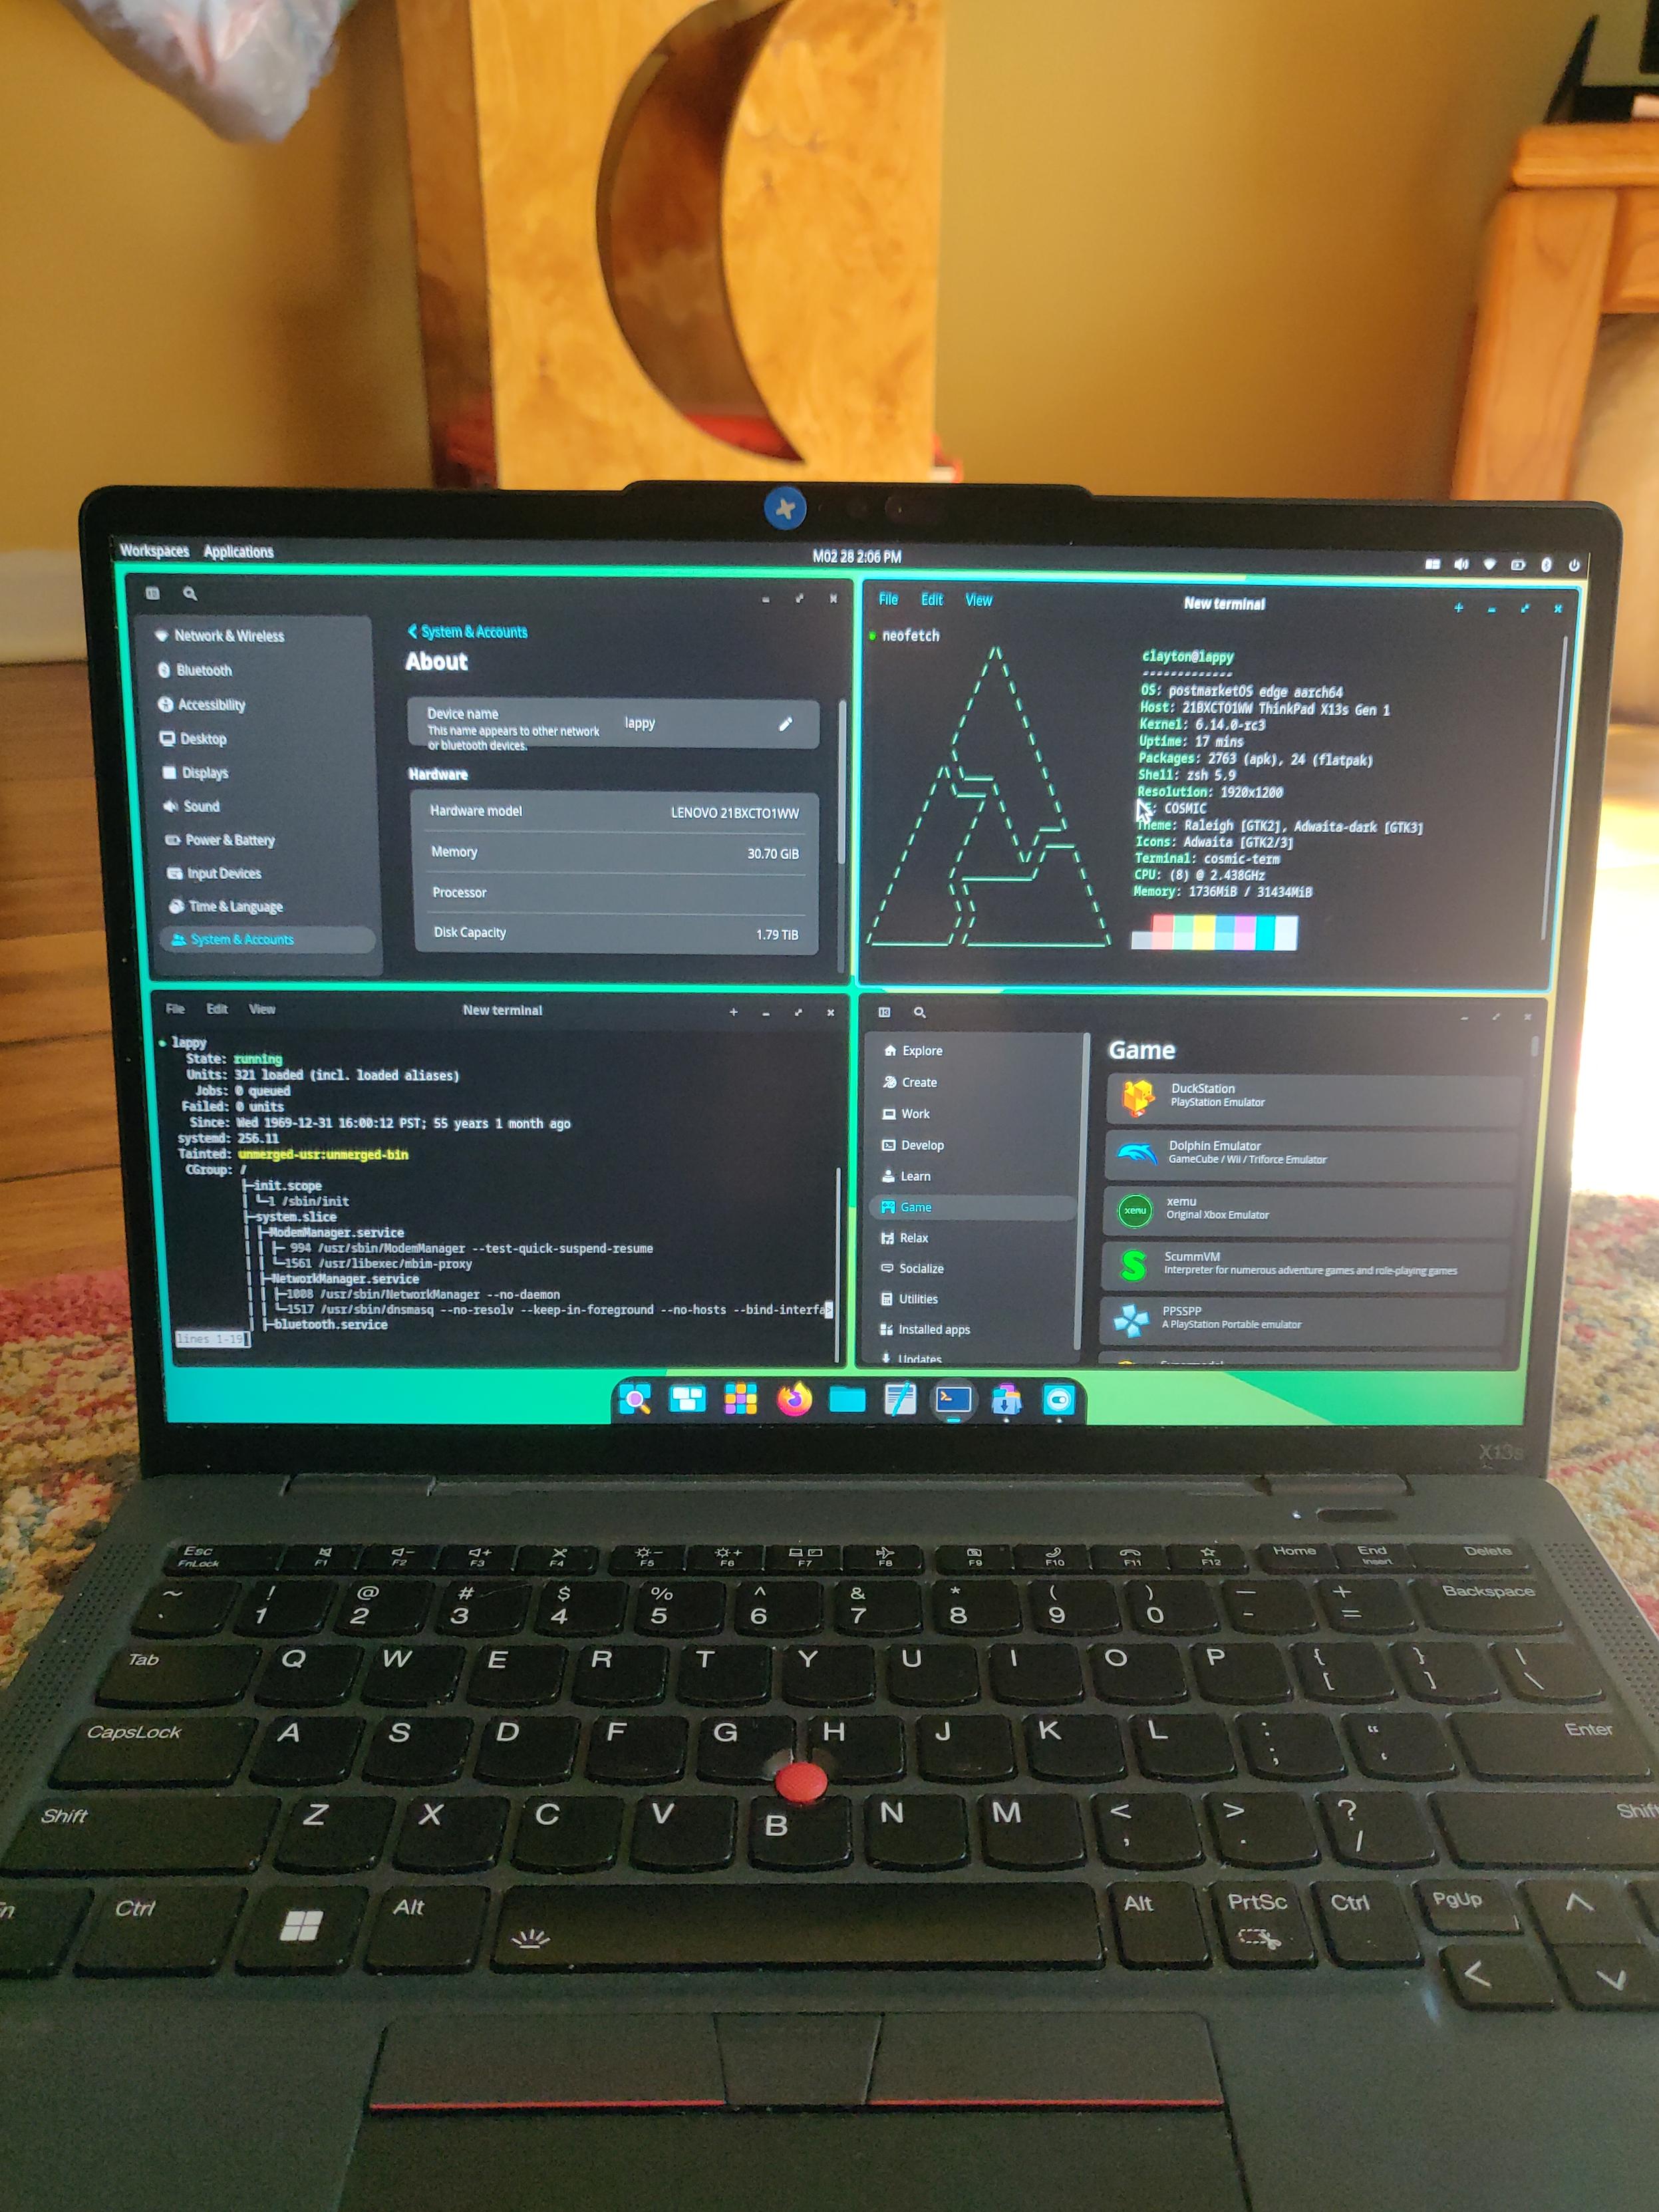 Workspaces Applications
M02 28 2:06 PM
Network & Wireless
Bluetooth
Accessibility
Desktop
Displays
Sound
Power & Battery
Input Devices
Time & Language
System & Accounts
System & Accounts
About
Device name
This name appears to other network
or bluetooth devices.
lappy
Hardware
Hardware model LENOVO 21BXCTO1WW
Memory 30.70 GiB
Processor
Disk Capacity 1.79 TiB
File Edit View New terminal
neofetch
clayton@lappy
-------------
OS: postmarketOS edge aarch64
Host: 21BXCTO1WW ThinkPad X13s Gen 1
Kernel: 6.14.0-rc3
Uptime: 17 mins
Packages: 2763 (apk), 24 (flatpak)
Shell: zsh 5.9
Resolution: 1920x1200
: COSMIC
Theme: Raleigh [GTK2], Adwaita-dark [GTK3]
Icons: Adwaita [GTK2/3]
Terminal: cosmic-term
CPU: (8) @ 2.438GHz
Memory: 1736MiB / 31434MiB
File Edit View New terminal
lappy
State: running
Units: 321 loaded (incl. loaded aliases)
Jobs: 0 queued
Failed: 0 units
Since: Wed 1969-12-31 16:00:12 PST; 55 years 1 month ago
systemd: 256.11
Tainted: unmerged-usr:unmerged-bin
CGroup: /
├─init.scope
│ └─1 /sbin/init
├─system.slice
│ ├─ModemManager.service
│ │ ├─ 994 /usr/sbin/ModemManager --test-quick-suspend-resume
│ │ └─1561 /usr/libexec/mbim-proxy
│ ├─NetworkManager.service
│ │ ├─1008 /usr/sbin/NetworkManager --no-daemon
│ │ └─1517 /usr/sbin/dnsmasq --no-resolv --keep-in-foreground --no-hosts --bind-interfa>
│ ├─bluetooth.service
lines 1-19
Explore
Create
Work
Develop
Learn
Game
Relax
Socialize
Utilities
Installed apps
Updates
Game
DuckStation
PlayStation Emulator
Dolphin Emulator
GameCube / Wii / Triforce Emulator
xemu
xemu
Original Xbox Emulator
ScummVM
Interpreter for numerous adventure games and role-playing games
PPSSPP
A PlayStation Portable emulator
X13s
Esc F1 F2 F3 F4 F5 F6 F7 F8 F9 F10 F11 F12 Home End Delete
FnLock Insert
~ ! @ # $ % ^ & * ( ) — +
` 1 2 3 4 5 6 7 8 9 0 - = Backspace
Tab Q W E R T Y U I O P { } |
[ ] \
CapsLock A S D F G H J K L : “ Enter
; ‘
Shift Z X C V B N M < > ? Shift
, . /
Ctrl Alt Alt PrtSc Ctrl PgUp